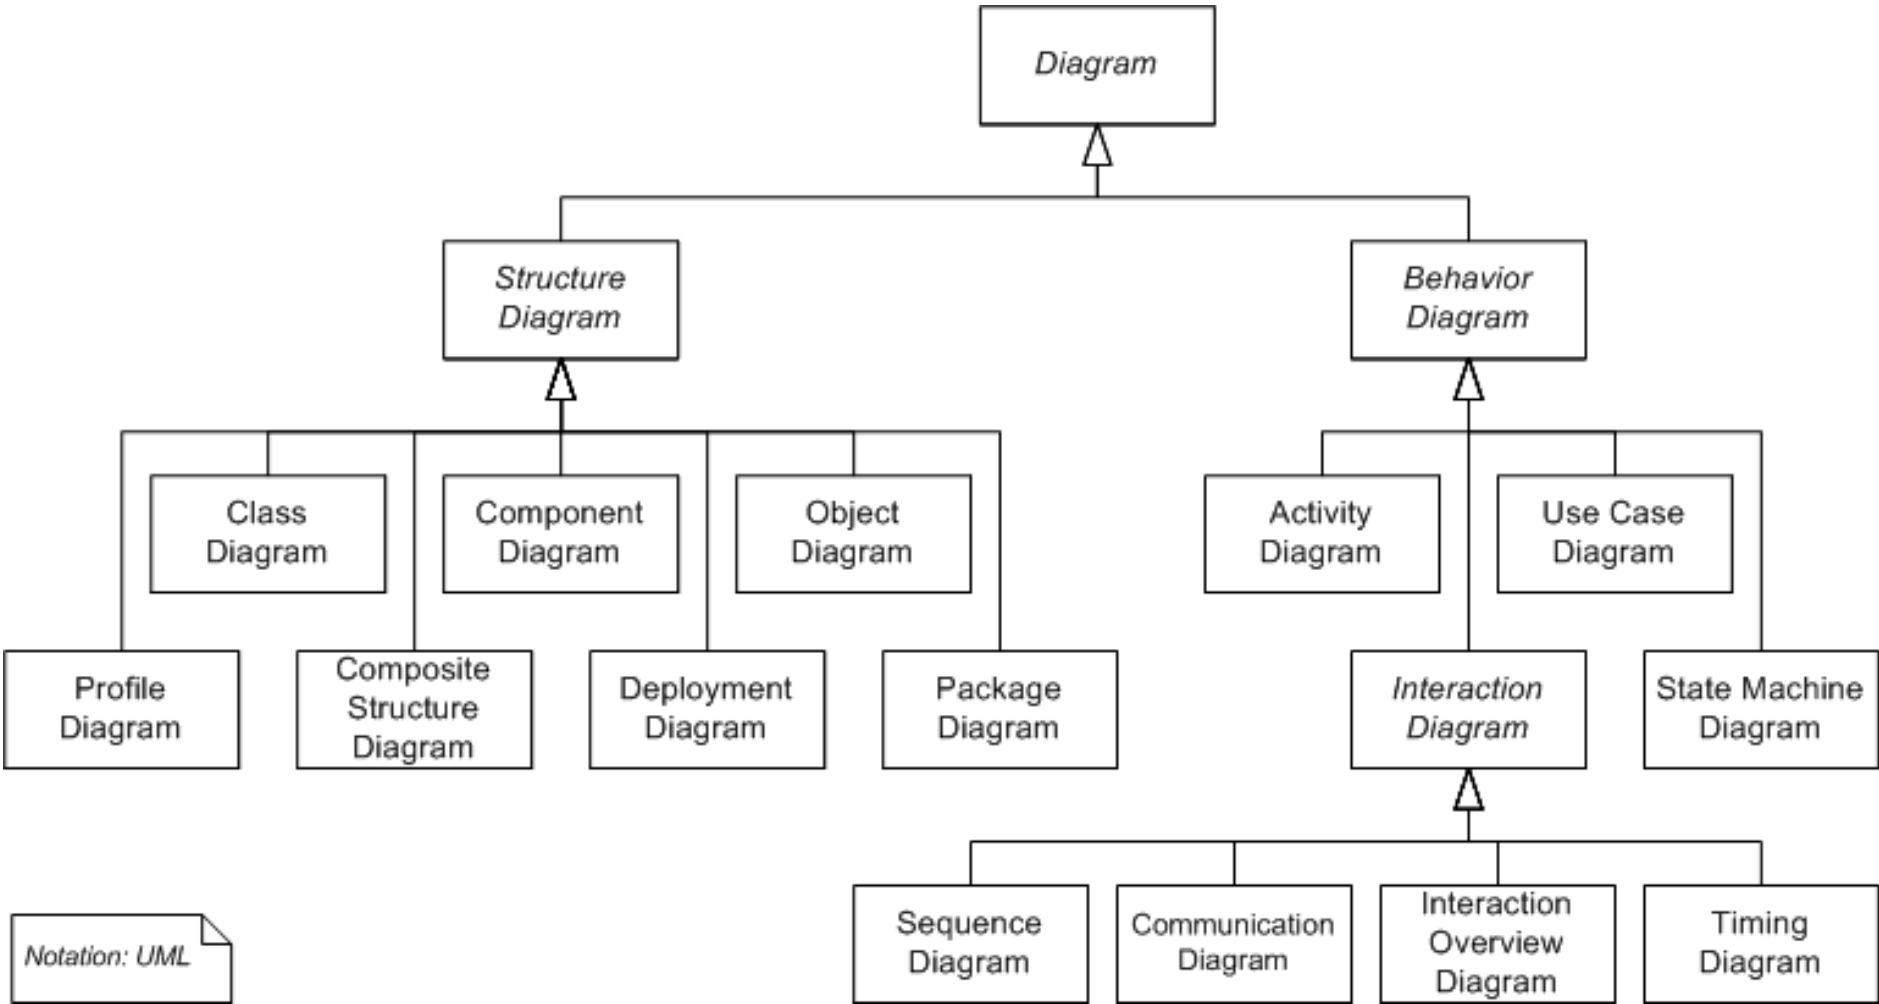 Diagram
Structure
Diagram
Behavior
Diagram
Class
Diagram
Component
Diagram
Object
Diagram
Activity
Diagram
Use Case
Diagram
Profile
Diagram
Composite
Structure
Diagram
Deployment
Diagram
Package
Diagram
Interaction
Diagram
State Machine
Diagram
Sequence
Diagram
Communication
Diagram
Interaction
Overview
Diagram
Timing
Diagram
Notation: UML